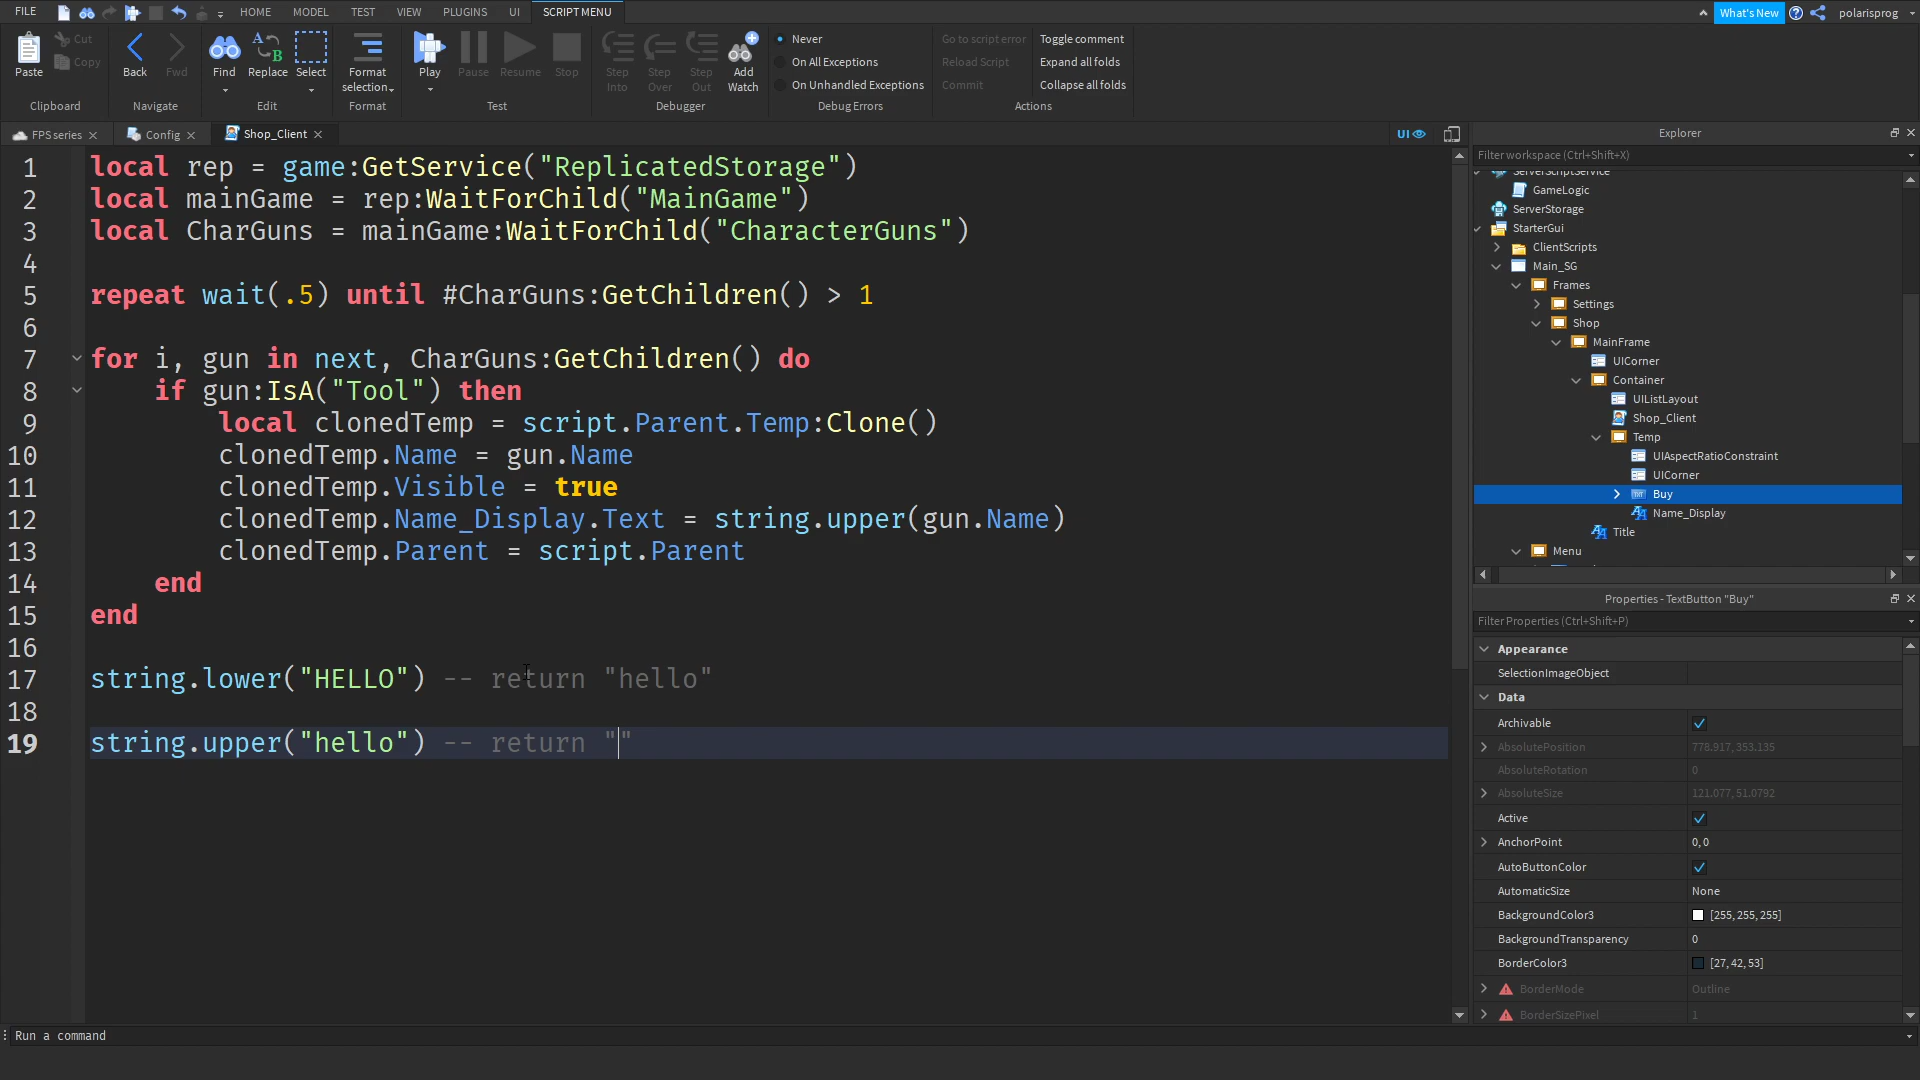 FILE HOME MODEL TEST VIEW PLUGINS UI SCRIPT MENU What's New polarisprog
Paste Cut Copy Clipboard
Back Fwd Navigate
Find Replace Select Edit
Format selection Format
Play Pause Resume Stop Test
Step Into Step Over Step Out Add Watch Debugger
Never
On All Exceptions
On Unhandled Exceptions
Debug Errors
Go to script error Toggle comment
Reload Script Expand all folds
Commit Collapse all folds
Actions
FPS series Config Shop_Client UI
1 local rep = game:GetService("ReplicatedStorage")
2 local mainGame = rep:WaitForChild("MainGame")
3 local CharGuns = mainGame:WaitForChild("CharacterGuns")
4
5 repeat wait(.5) until #CharGuns:GetChildren() > 1
6
7 for i, gun in next, CharGuns:GetChildren() do
8 if gun:IsA("Tool") then
9 local clonedTemp = script.Parent.Temp:Clone()
10 clonedTemp.Name = gun.Name
11 clonedTemp.Visible = true
12 clonedTemp.Name_Display.Text = string.upper(gun.Name)
13 clonedTemp.Parent = script.Parent
14 end
15 end
16
17 string.lower("HELLO") -- return "hello"
18
19 string.upper("hello") -- return ""
Explorer
Filter workspace (Ctrl+Shift+X)
ServerScriptService
GameLogic
ServerStorage
StarterGui
ClientScripts
Main_SG
Frames
Settings
Shop
MainFrame
UICorner
Container
UIListLayout
Shop_Client
Temp
UIAspectRatioConstraint
UICorner
Buy
Name_Display
Title
Menu
Properties - TextButton "Buy"
Filter Properties (Ctrl+Shift+P)
Appearance
SelectionImageObject
Data
Archivable
AbsolutePosition 778.917, 353.135
AbsoluteRotation 0
AbsoluteSize 121.077, 51.0792
Active
AnchorPoint 0, 0
AutoButtonColor
AutomaticSize None
BackgroundColor3 [255, 255, 255]
BackgroundTransparency 0
BorderColor3 [27, 42, 53]
BorderMode Outline
BorderSizePixel 1
Run a command